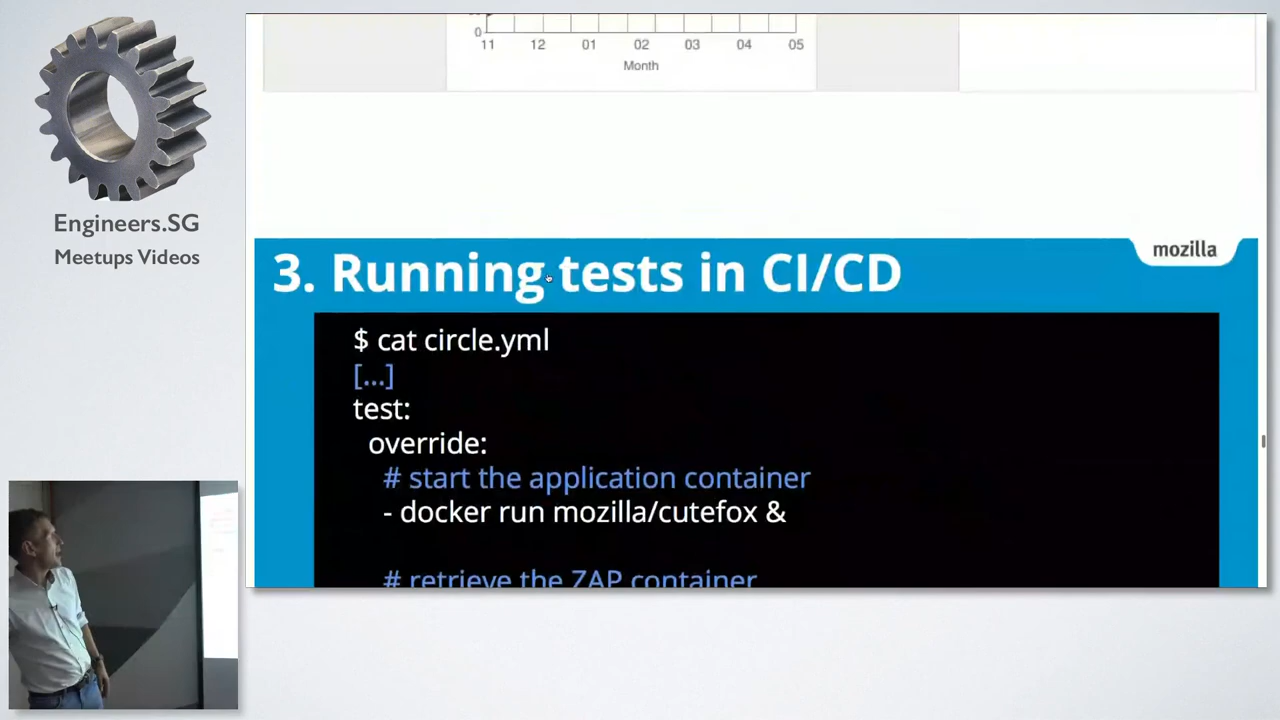 0
11 12 01 02 03 04 05
Month
Engineers.SG
Meetups Videos
mozilla
3. Running tests in CI/CD
$ cat circle.yml
[...]
test:
override:
# start the application container
- docker run mozilla/cutefox &
# retrieve the ZAP container